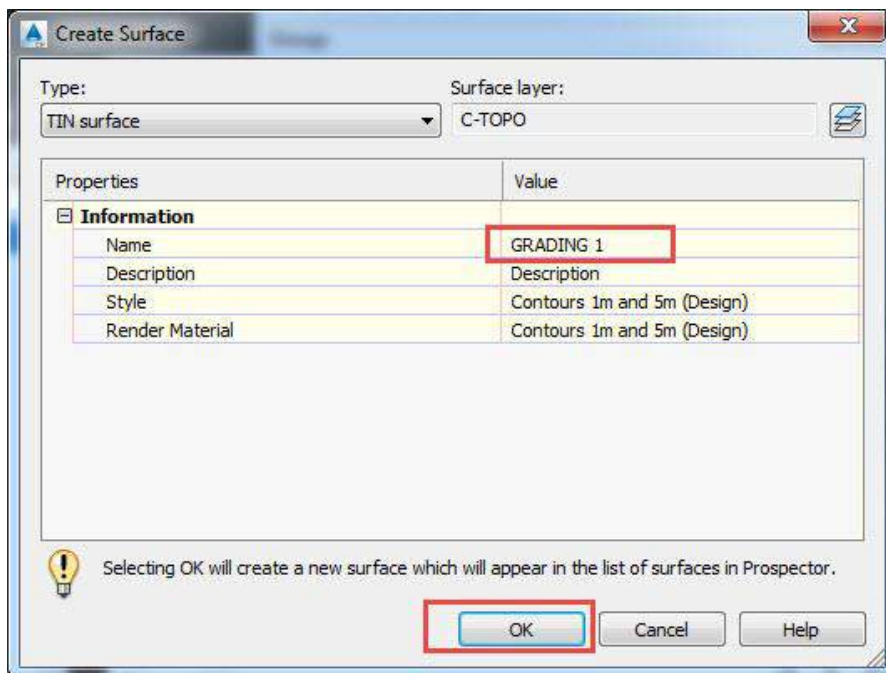 Create Surface
Type:
Surface layer:
TIN surface
C-TOPO
Properties Value
Information
Name GRADING 1
Description Description
Style Contours 1m and 5m (Design)
Render Material Contours 1m and 5m (Design)
Selecting OK will create a new surface which will appear in the list of surfaces in Prospector.
OK Cancel Help